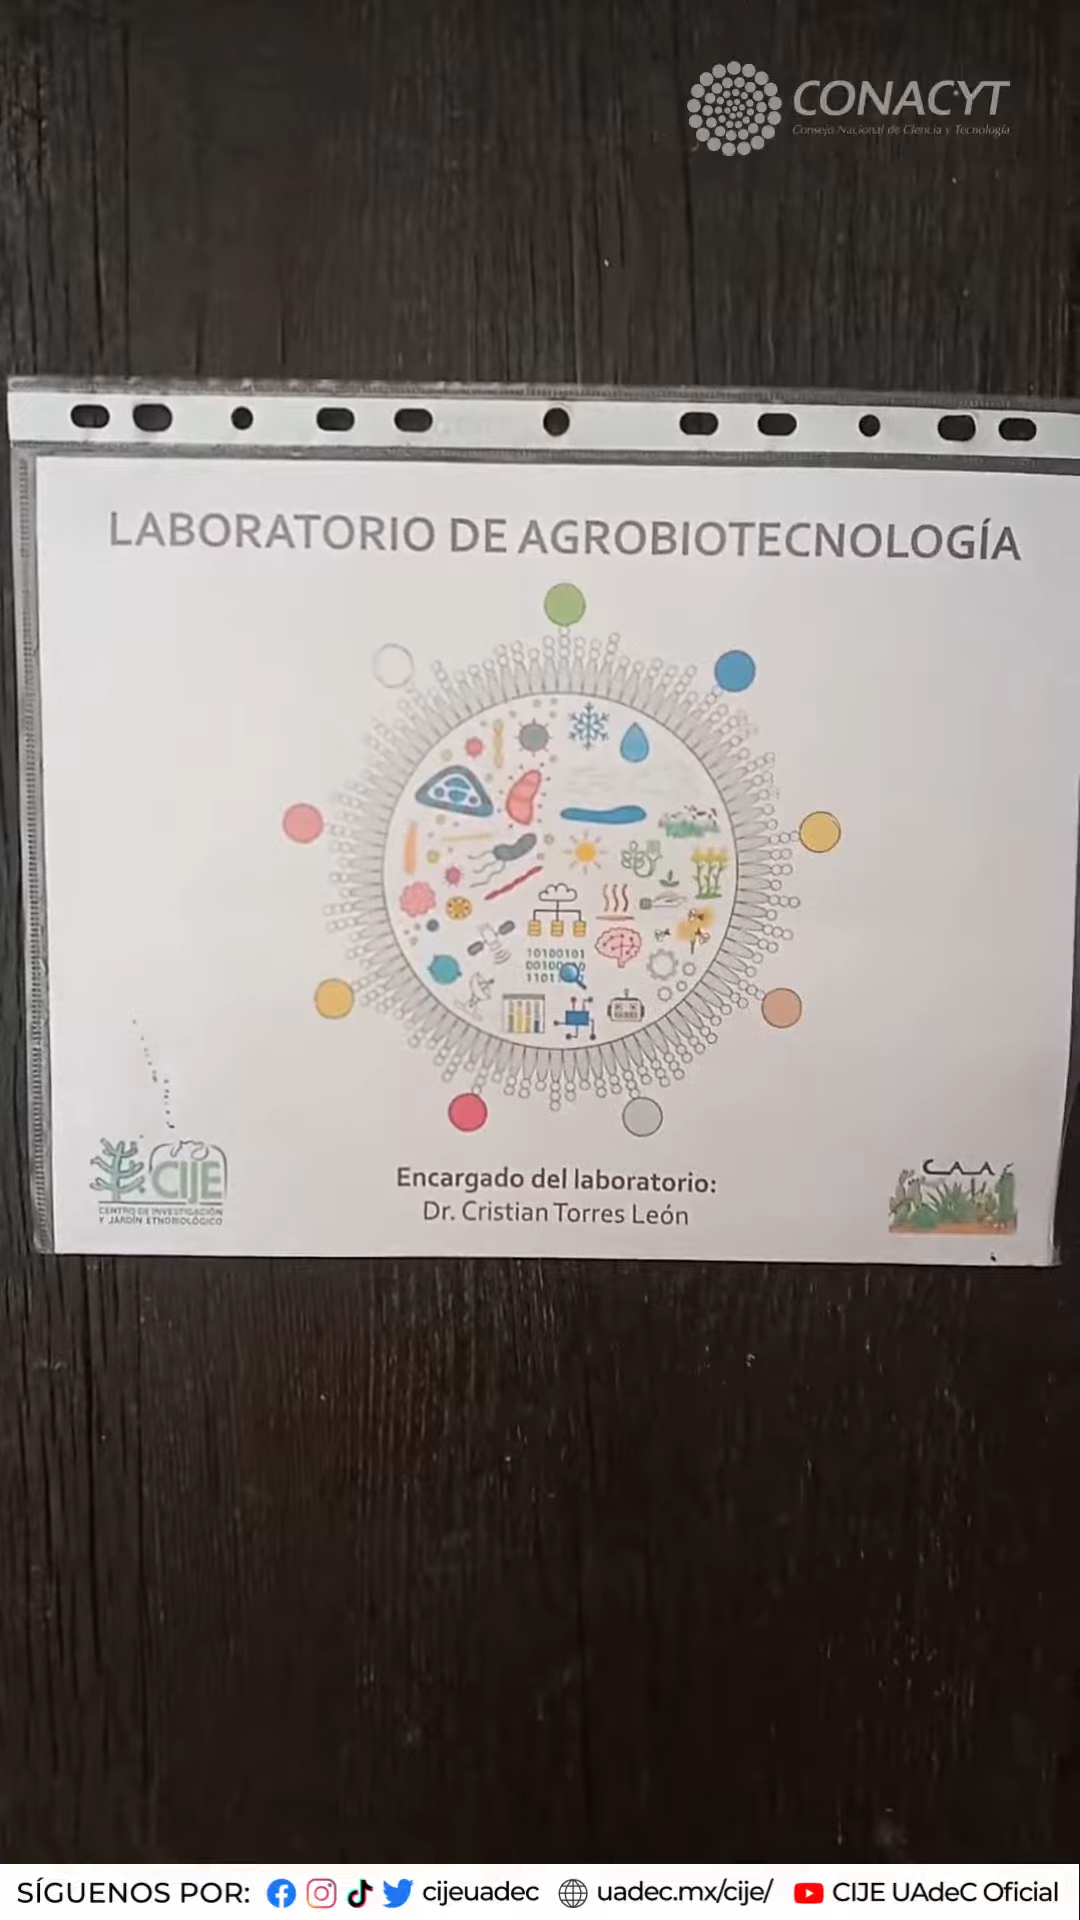 CONACYT
Consejo Nacional de Ciencia y Tecnología
LABORATORIO DE AGROBIOTECNOLOGÍA
10100101
1101
CIJE
CENTRO DE INVESTIGACIÓN
Y JARDÍN ETNOBIOLÓGICO
Encargado del laboratorio:
Dr. Cristian Torres León
SÍGUENOS POR: cijeuadec uadec.mx/cije/ CIJE UAdeC Oficial